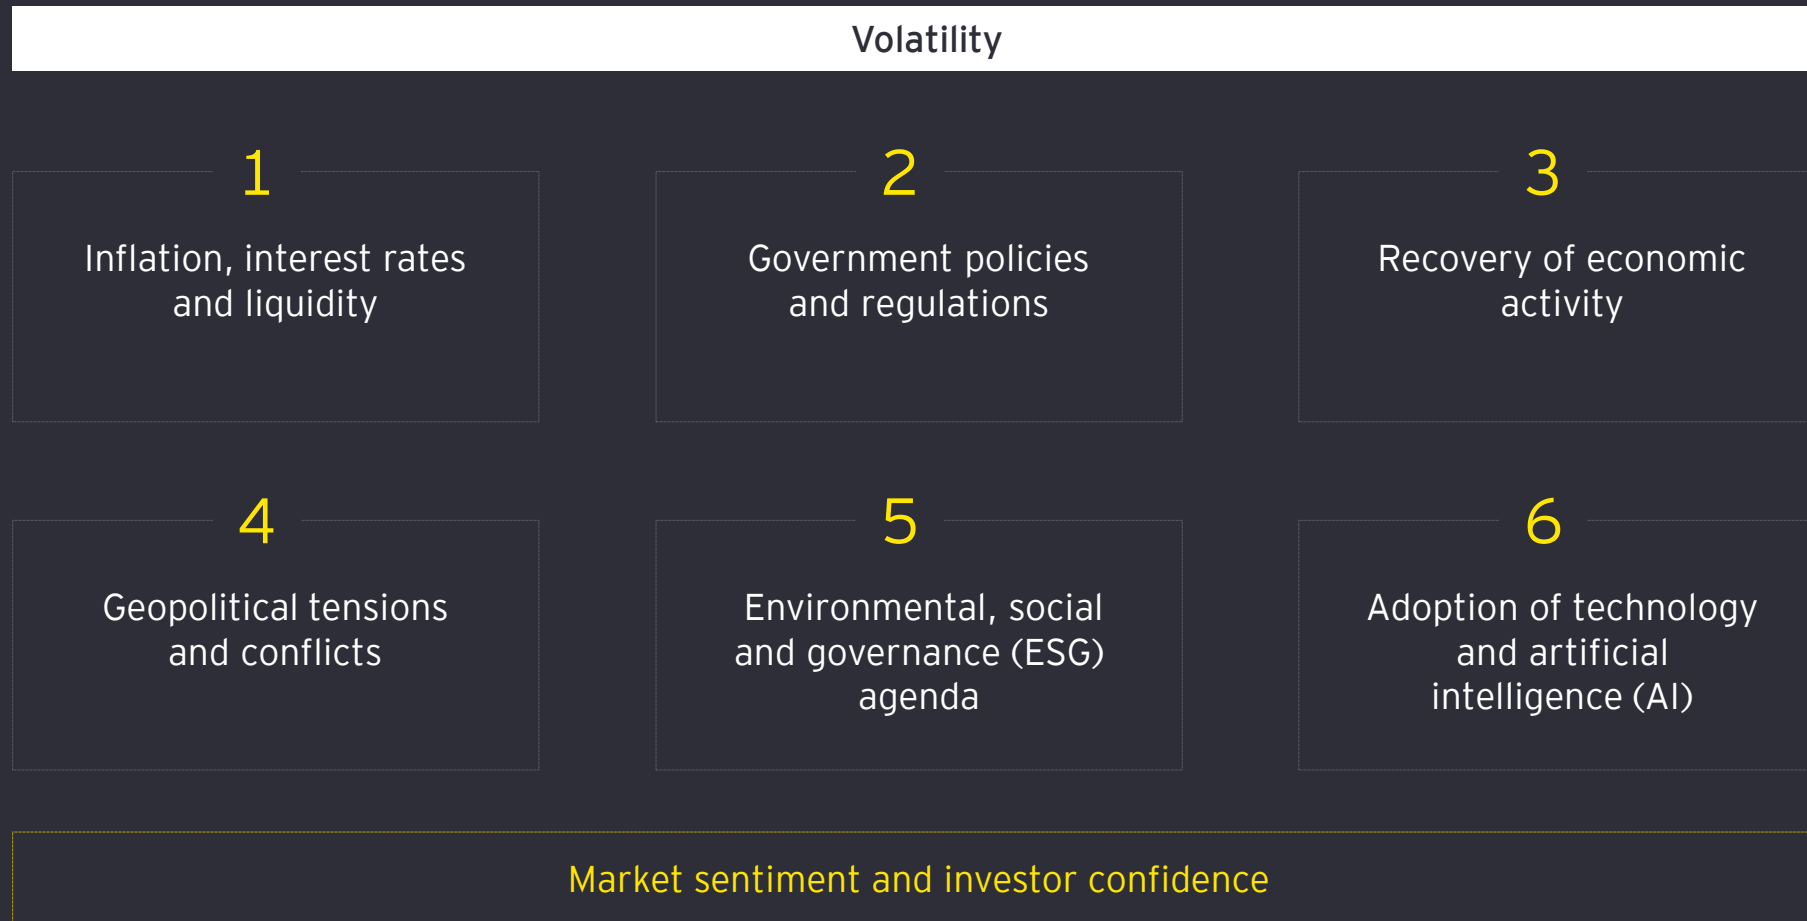 Volatility
1
Inflation, interest rates
and liquidity
2
Government policies
and regulations
3
Recovery of economic
activity
4
Geopolitical tensions
and conflicts
5
Environmental, social
and governance (ESG)
agenda
6
Adoption of technology
and artificial
intelligence (AI)
Market sentiment and investor confidence